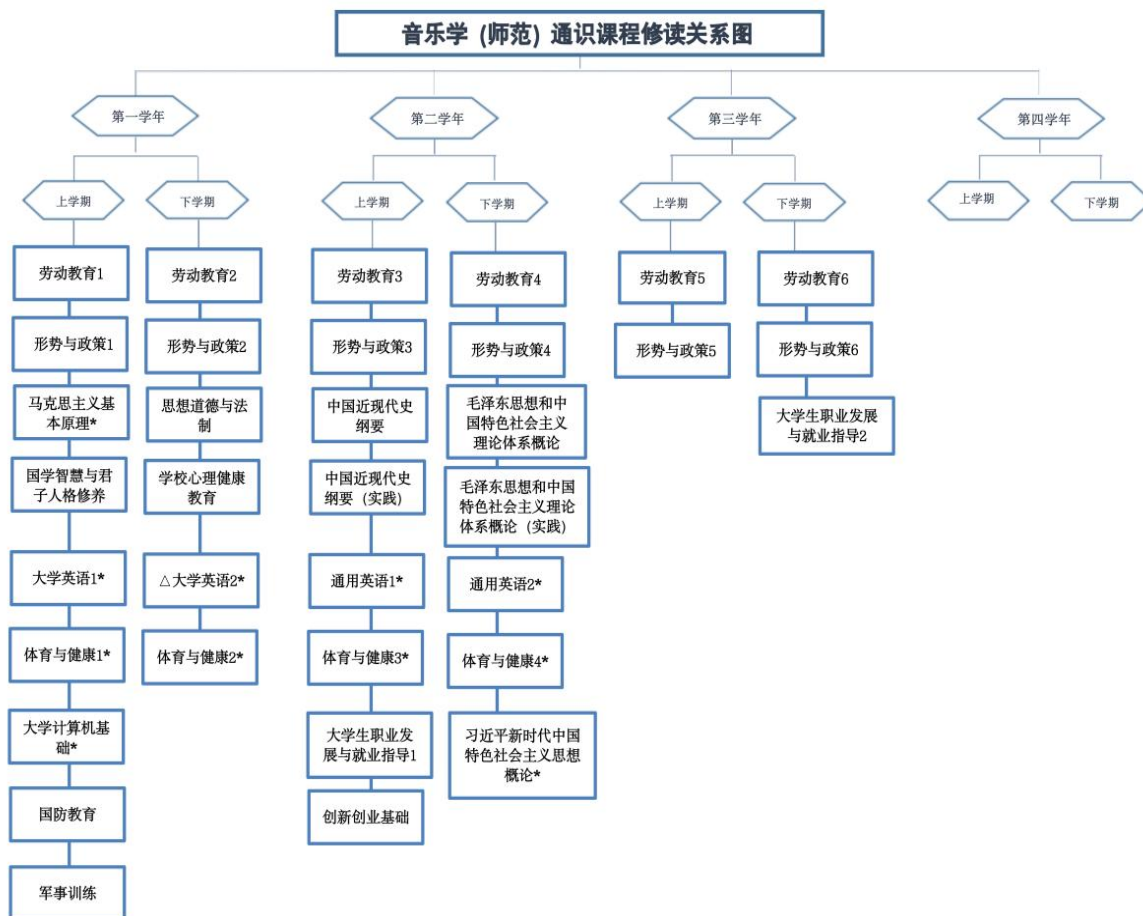 音乐学 (师范) 通识课程修读关系图
第一学年
第二学年
第三学年
第四学年
上学期
下学期
上学期
下学期
上学期
下学期
上学期
下学期
劳动教育1
形势与政策1
马克思主义基
本原理*
国学智慧与君
子人格修养
大学英语1*
体育与健康1*
大学计算机基
础*
国防教育
军事训练
劳动教育2
形势与政策2
思想道德与法
制
学校心理健康
教育
△大学英语2*
体育与健康2*
劳动教育3
形势与政策3
中国近现代史
纲要
中国近现代史
纲要（实践）
通用英语1*
体育与健康3*
大学生职业发
展与就业指导1
创新创业基础
劳动教育4
形势与政策4
毛泽东思想和中
国特色社会主义
理论体系概论
毛泽东思想和中国
特色社会主义理论
体系概论（实践）
通用英语2*
体育与健康4*
习近平新时代中国
特色社会主义思想
概论*
劳动教育5
形势与政策5
劳动教育6
形势与政策6
大学生职业发展
与就业指导2